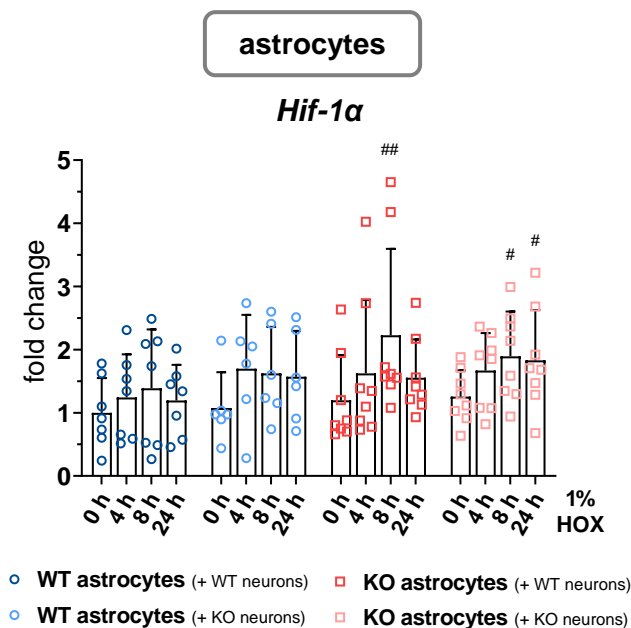 astrocytes
Hif-1α
##
5
#
#
4
3
2
1
0
fold change
0 h 4 h 8 h 24 h 0 h 4 h 8 h 24 h 0 h 4 h 8 h 24 h 0 h 4 h 8 h 24 h
1%
HOX
WT astrocytes (+ WT neurons) KO astrocytes (+ WT neurons)
WT astrocytes (+ KO neurons) KO astrocytes (+ KO neurons)